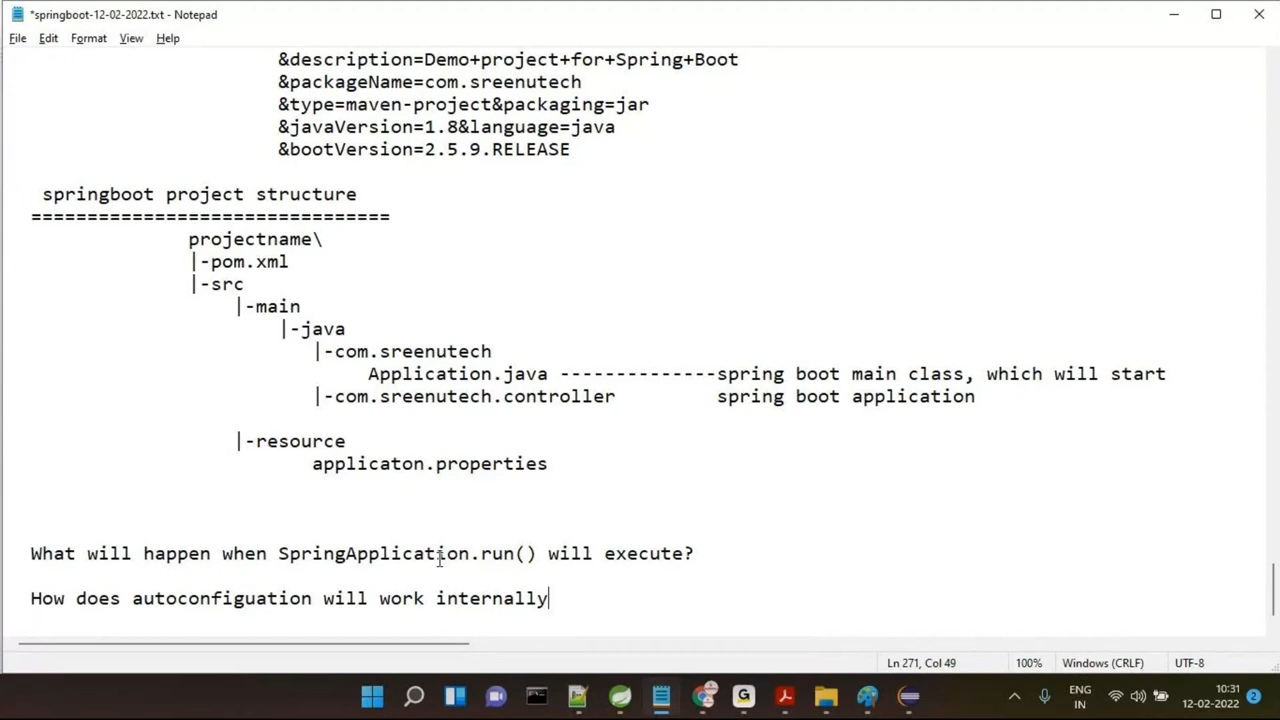 *springboot-12-02-2022.txt - Notepad
File Edit Format View Help
&description=Demo+project+for+Spring+Boot
&packageName=com.sreenutech
&type=maven-project&packaging=jar
&javaVersion=1.8&language=java
&bootVersion=2.5.9.RELEASE
springboot project structure
================================
projectname\
|-pom.xml
|-src
|-main
|-java
|-com.sreenutech
Application.java --------------spring boot main class, which will start
|-com.sreenutech.controller spring boot application
|-resource
applicaton.properties
What will happen when SpringApplication.run() will execute?
How does autoconfiguation will work internally
Ln 271, Col 49 100% Windows (CRLF) UTF-8
ENG 10:31
IN 12-02-2022 2